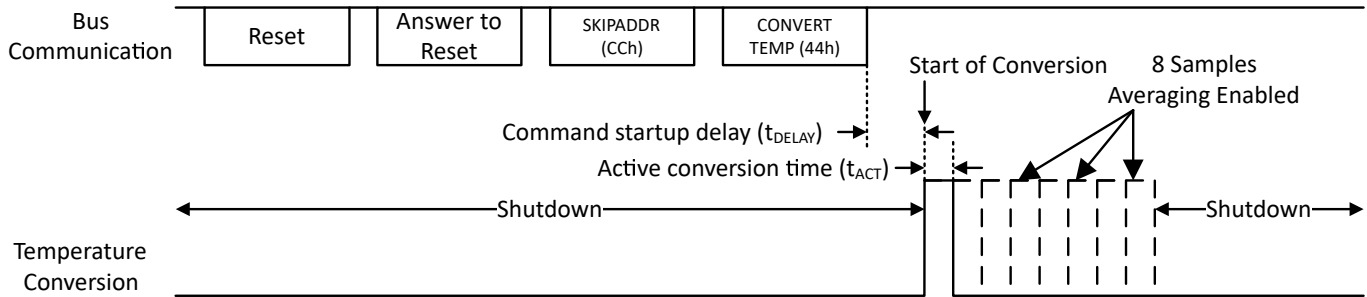 Bus
Communication
Reset
Answer to
Reset
SKIPADDR
(CCh)
CONVERT
TEMP (44h)
Start of Conversion
8 Samples
Averaging Enabled
Command startup delay (tDELAY)
Active conversion time (tACT)
Shutdown
Shutdown
Temperature
Conversion